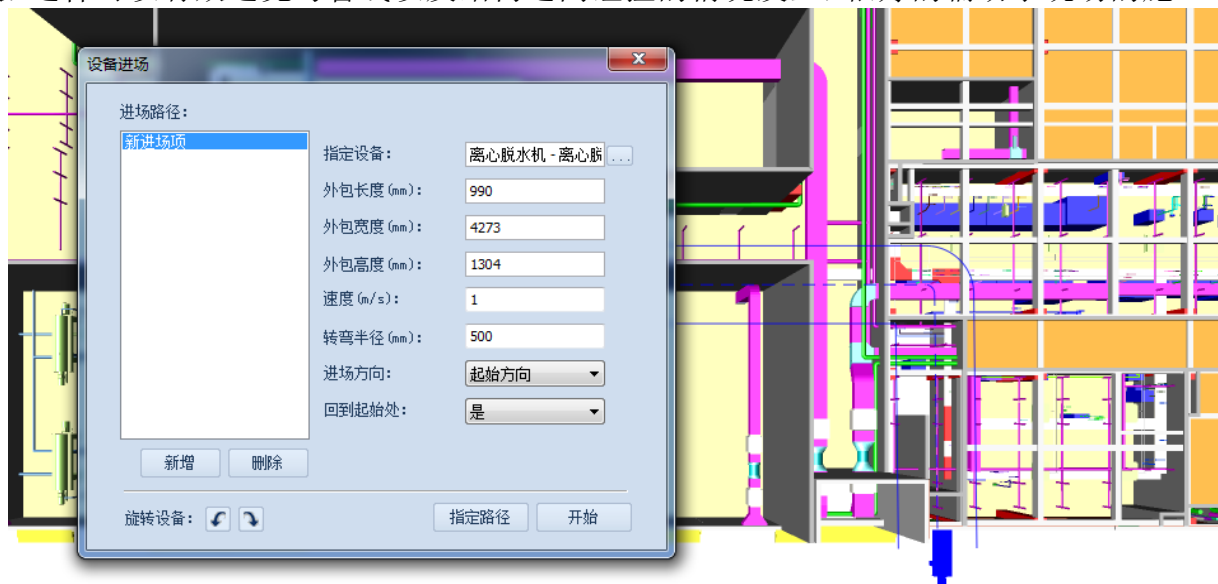 设备进场
进场路径：
新进场项
指定设备：
离心脱水机 - 离心脱
...
外包长度(mm)：
990
外包宽度(mm)：
4273
外包高度(mm)：
1304
速度(m/s)：
1
转弯半径(mm)：
500
进场方向：
起始方向
回到起始处：
是
新增
删除
旋转设备：
指定路径
开始